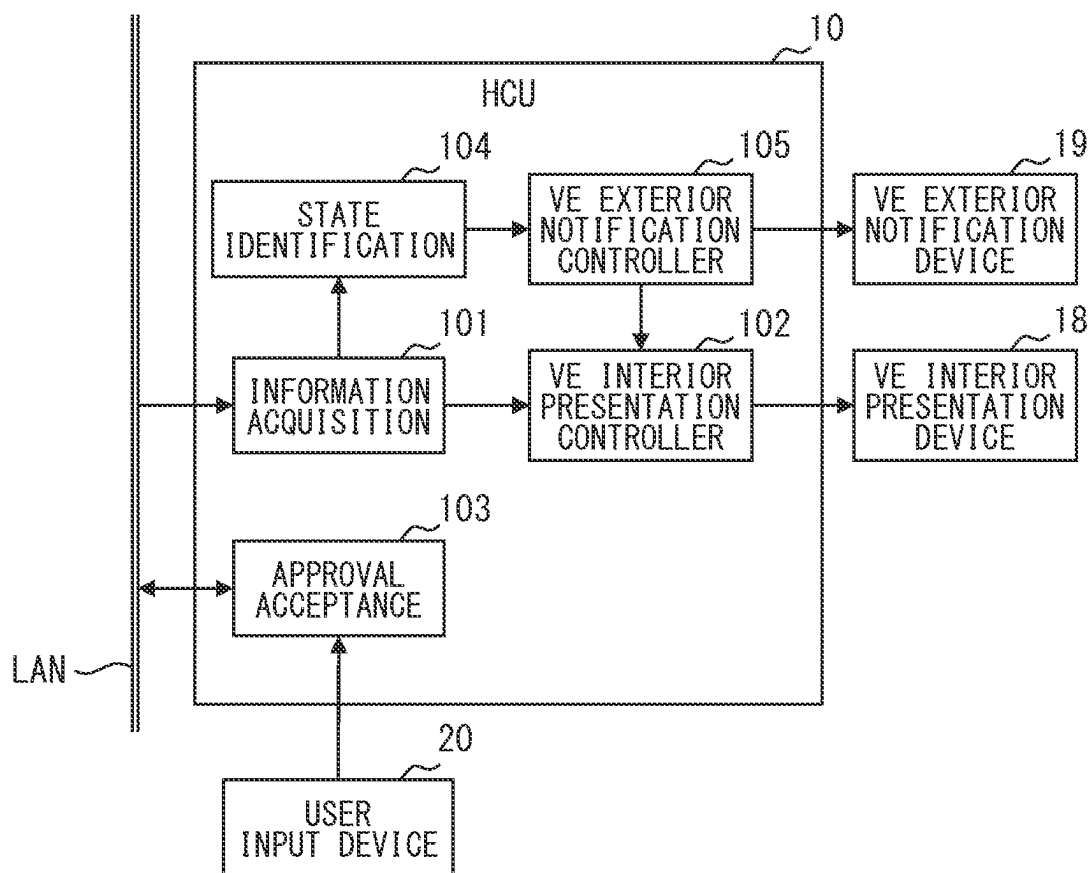 10
HCU
104
STATE
IDENTIFICATION
105
VE EXTERIOR
NOTIFICATION
CONTROLLER
19
VE EXTERIOR
NOTIFICATION
DEVICE
101
INFORMATION
ACQUISITION
102
VE INTERIOR
PRESENTATION
CONTROLLER
18
VE INTERIOR
PRESENTATION
DEVICE
103
APPROVAL
ACCEPTANCE
LAN
20
USER
INPUT DEVICE